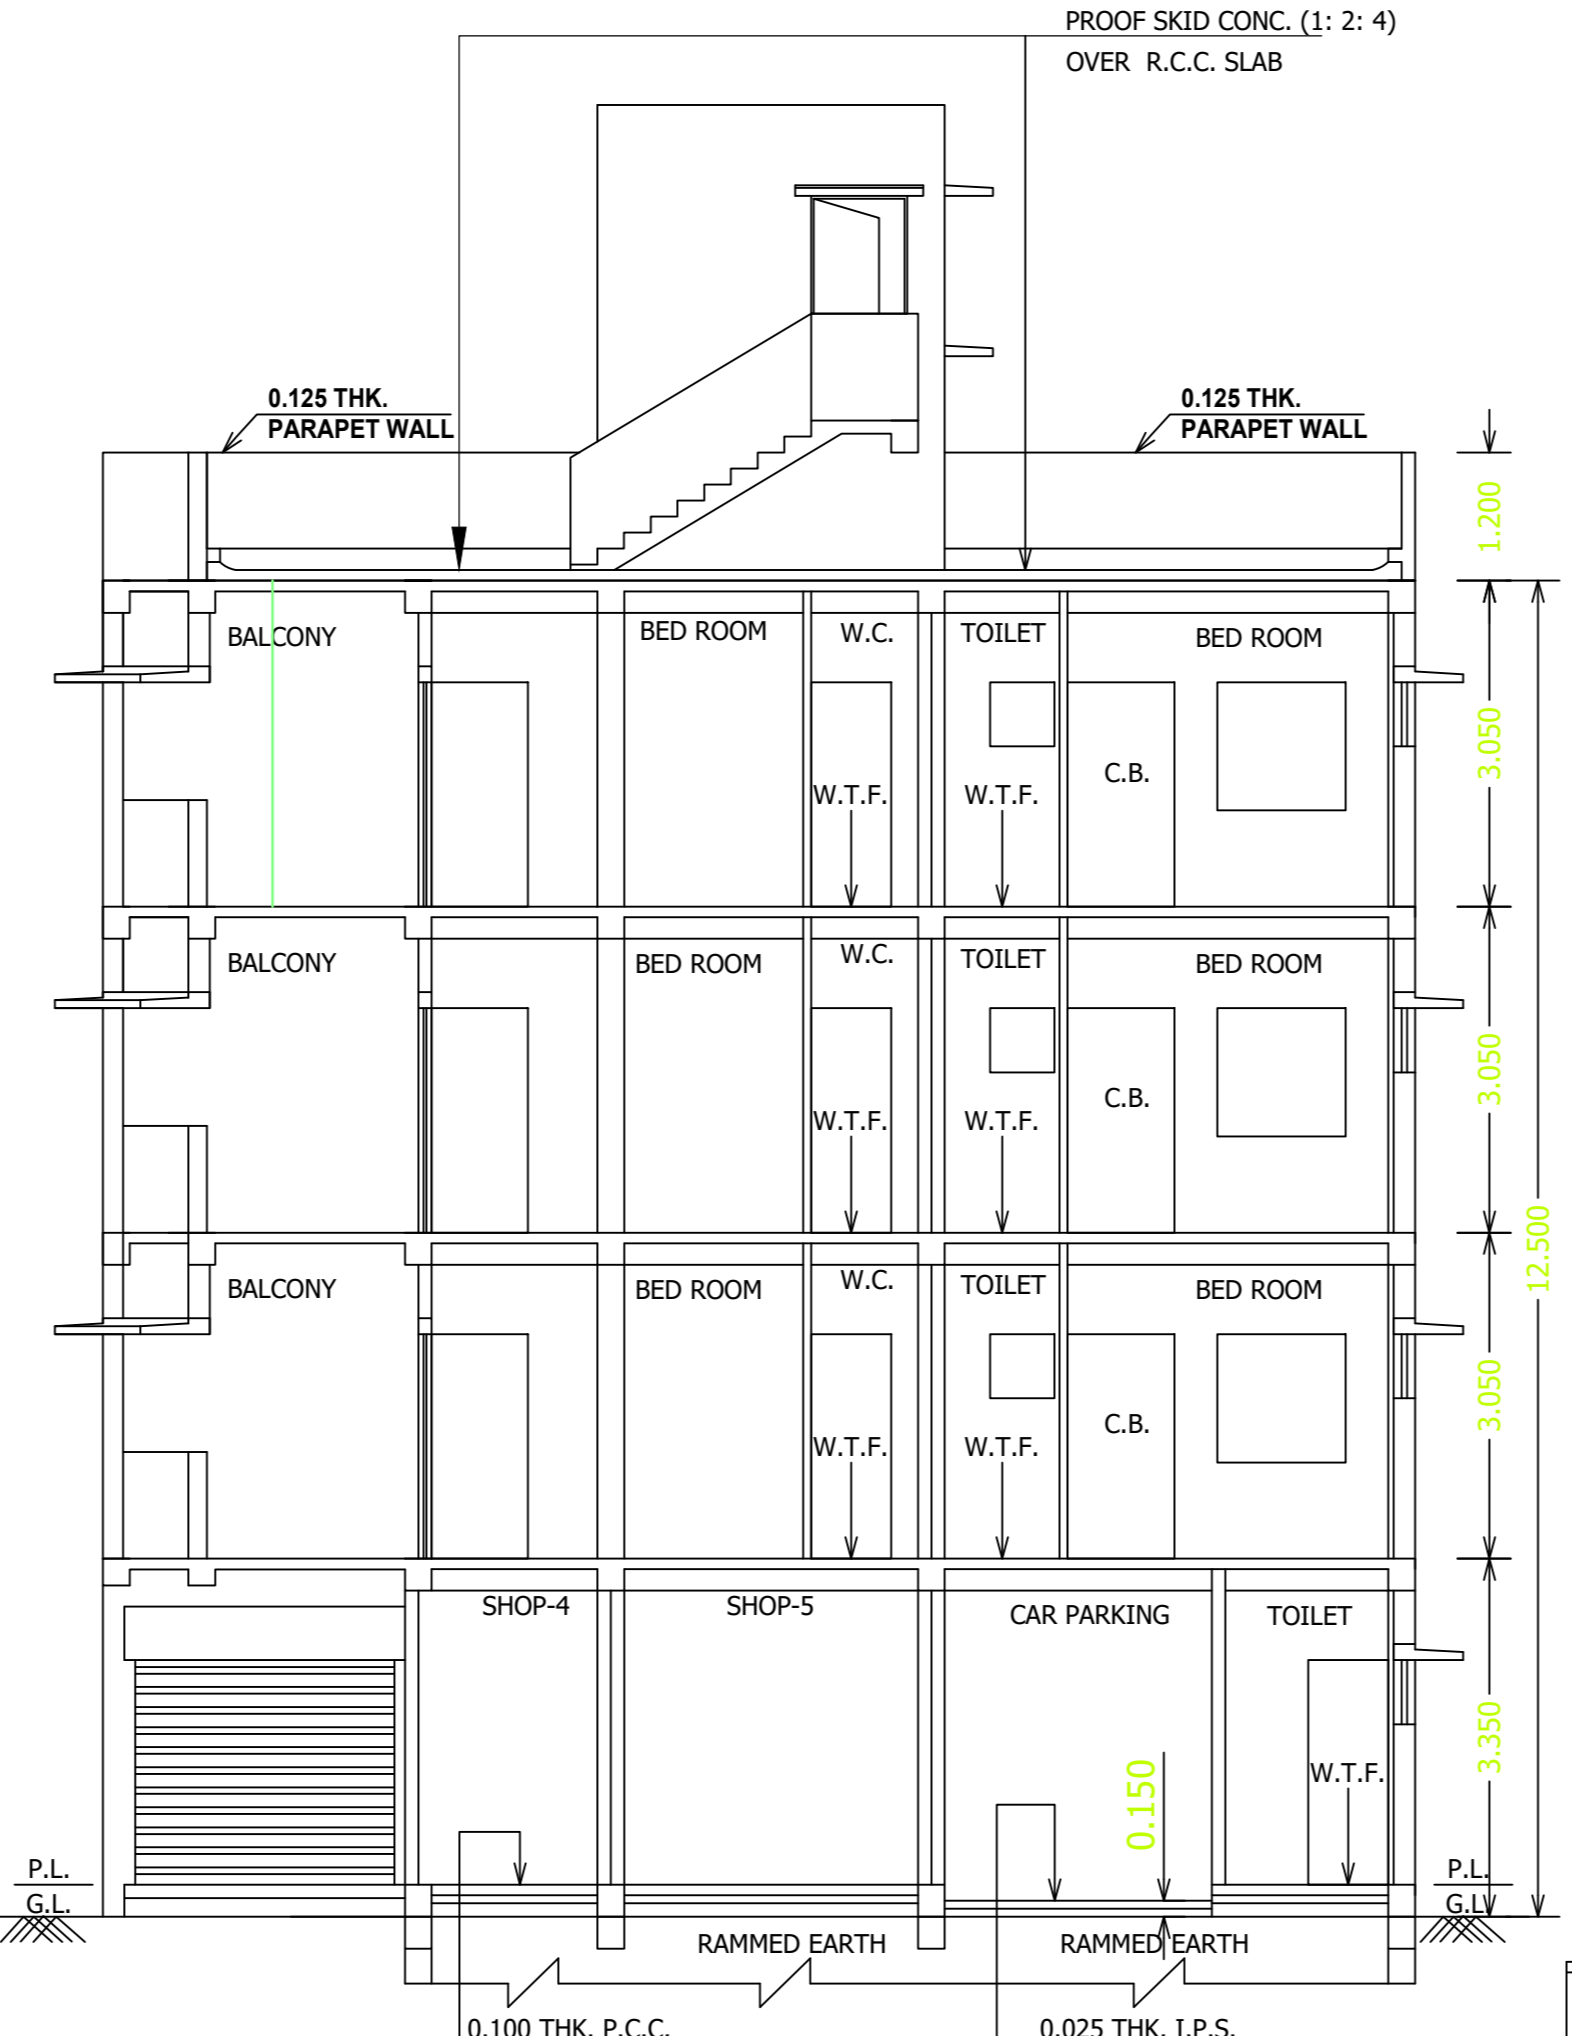 PROOF SKID CONC. (1: 2: 4)
OVER R.C.C. SLAB
0.125 THK.
PARAPET WALL
0.125 THK.
PARAPET WALL
1.200
BALCONY
BED ROOM
W.C.
TOILET
BED ROOM
3.050
C.B.
W.T.F.
W.T.F.
BALCONY
BED ROOM
W.C.
TOILET
BED ROOM
3.050
C.B.
W.T.F.
W.T.F.
12.500
BALCONY
BED ROOM
W.C.
TOILET
BED ROOM
3.050
C.B.
W.T.F.
W.T.F.
SHOP-4
SHOP-5
CAR PARKING
TOILET
3.350
W.T.F.
0.150
P.L.
G.L.
P.L.
G.L.
RAMMED EARTH
RAMMED EARTH
0.100 THK. P.C.C.
0.025 THK. I.P.S.